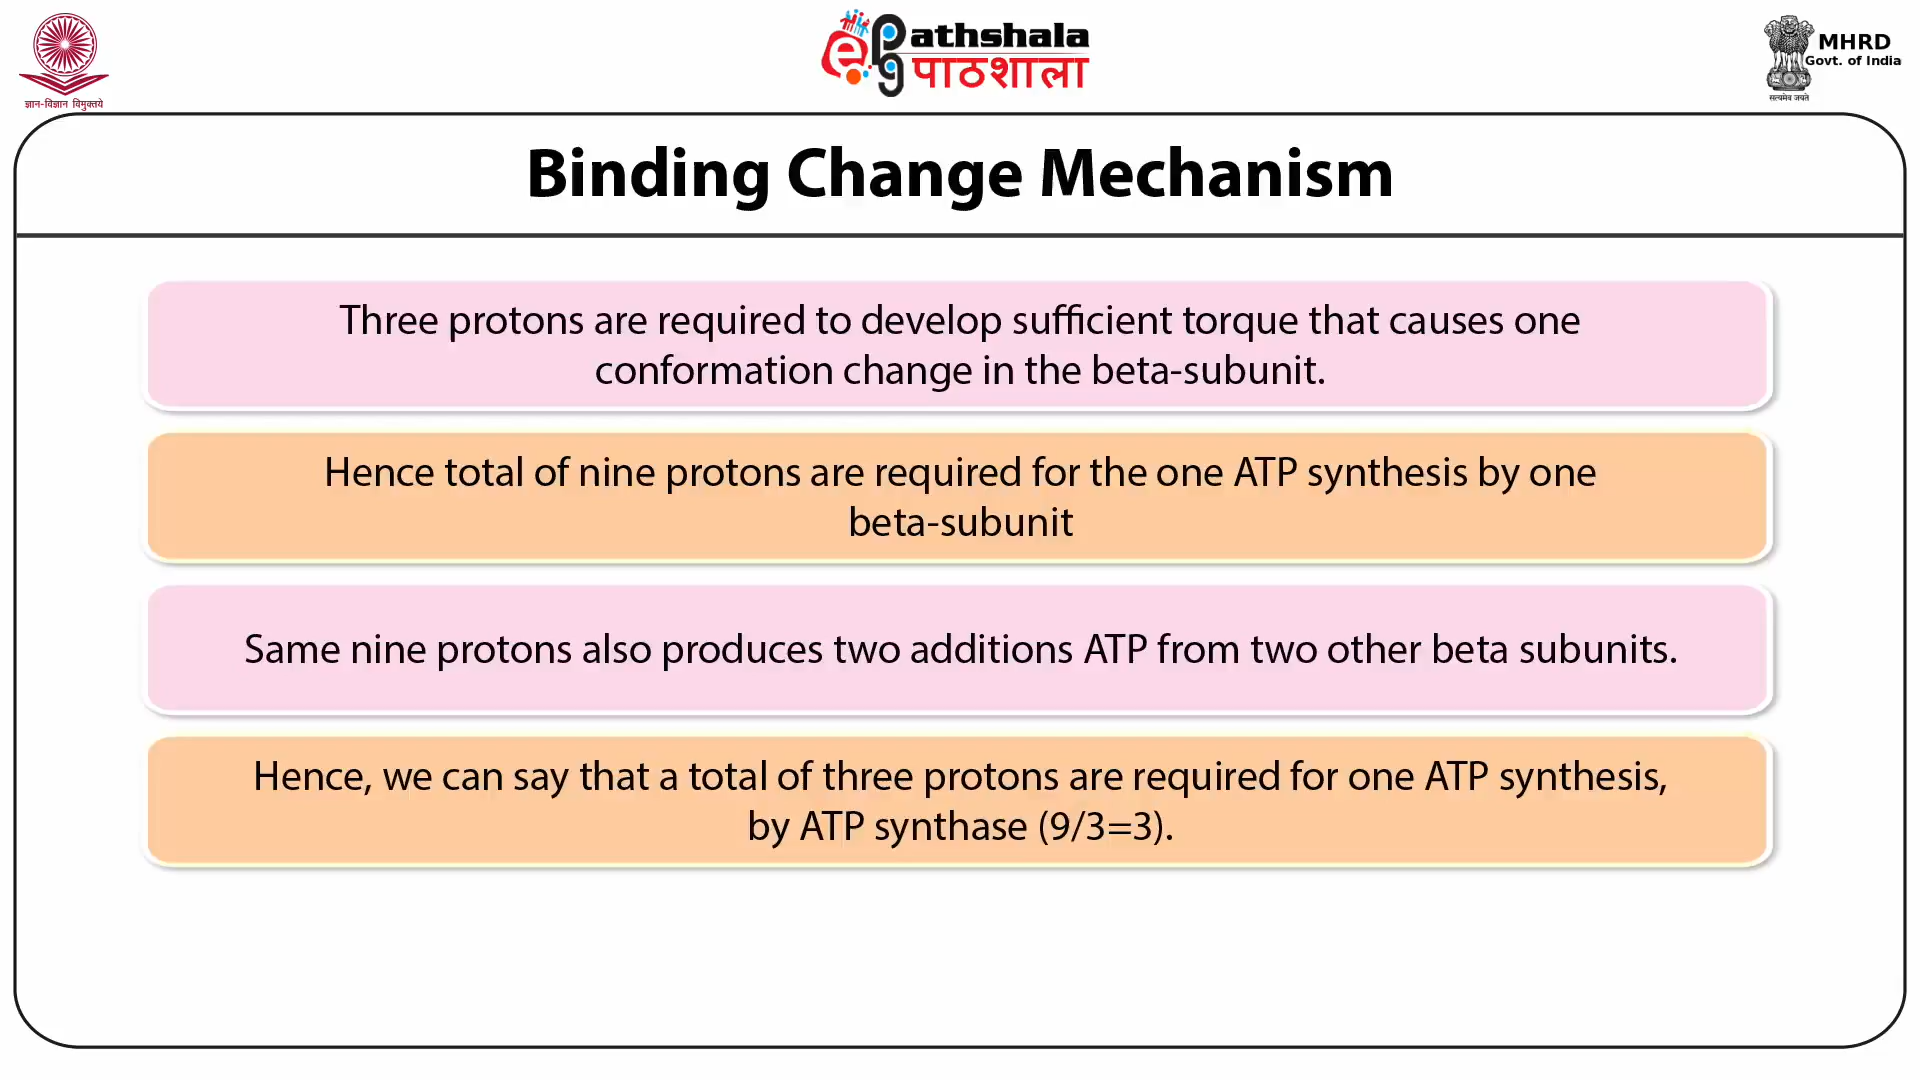 ज्ञान-विज्ञान विमुक्तये
ePathshala
पाठशाला
MHRD
Govt. of India
सत्यमेव जयते
Binding Change Mechanism
Three protons are required to develop sufficient torque that causes one
conformation change in the beta-subunit.
Hence total of nine protons are required for the one ATP synthesis by one
beta-subunit
Same nine protons also produces two additions ATP from two other beta subunits.
Hence, we can say that a total of three protons are required for one ATP synthesis,
by ATP synthase (9/3=3).